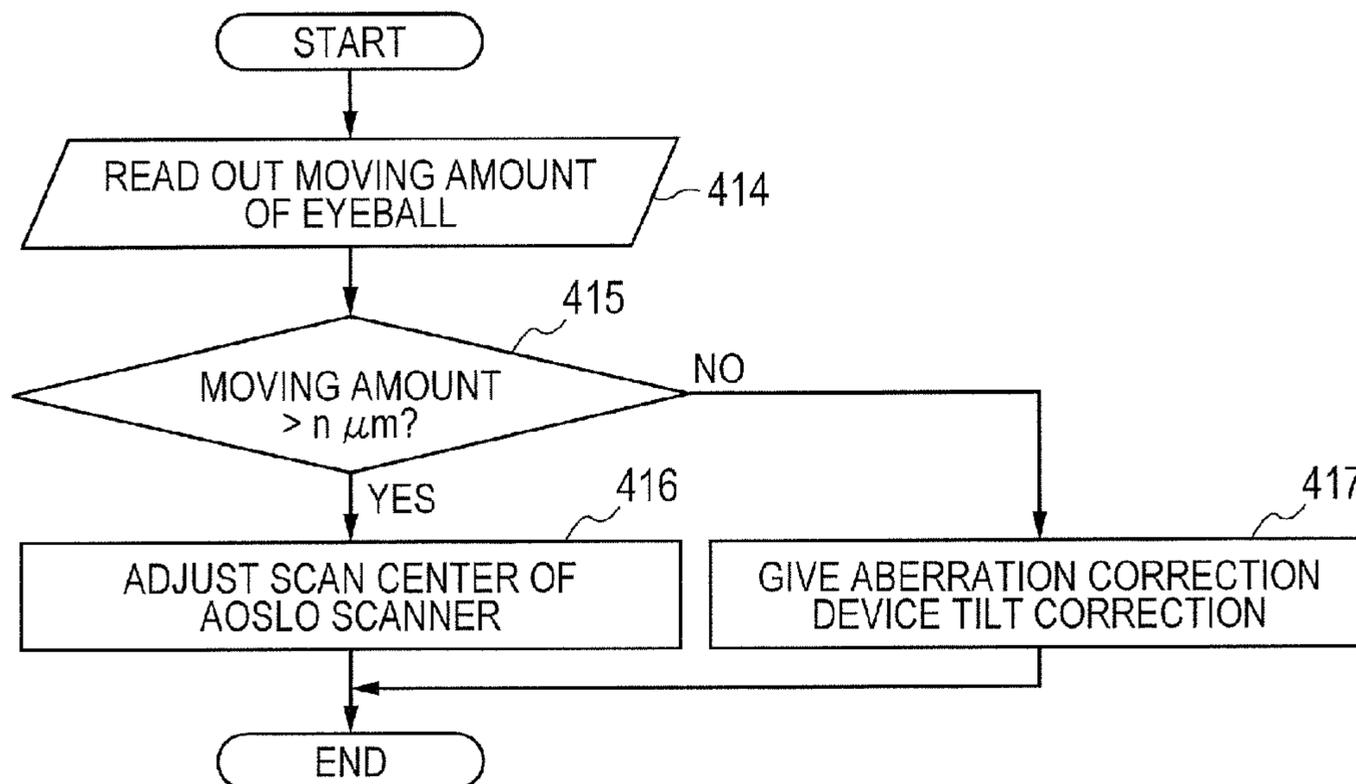 START
READ OUT MOVING AMOUNT
OF EYEBALL
414
415
MOVING AMOUNT
> n μm?
NO
YES
416
417
ADJUST SCAN CENTER OF
AOSLO SCANNER
GIVE ABERRATION CORRECTION
DEVICE TILT CORRECTION
END